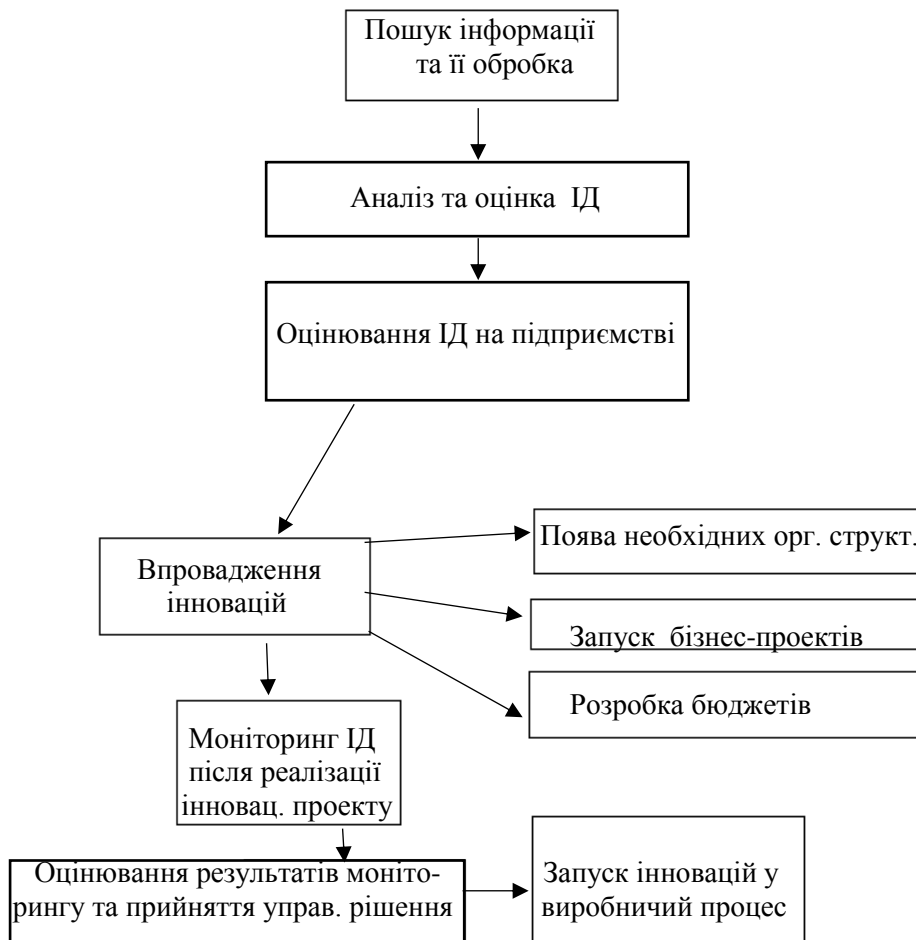 Пошук інформації
та її обробка
Аналіз та оцінка ІД
Оцінювання ІД на підприємстві
Впровадження
інновацій
Поява необхідних орг. структ.
Запуск бізнес-проектів
Розробка бюджетів
Моніторинг ІД
після реалізації
інновац. проекту
Оцінювання результатів моніто-
рингу та прийняття управ. рішення
Запуск інновацій у
виробничий процес